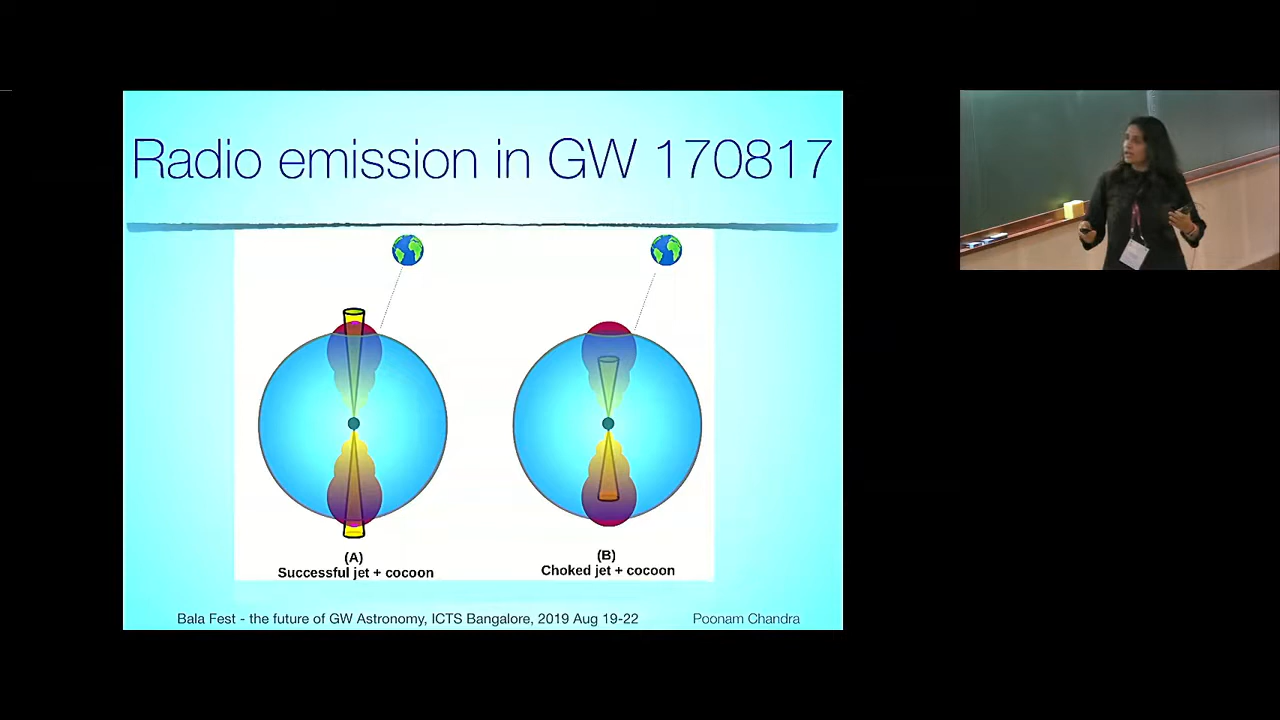 Radio emission in GW 170817
(A)
Successful jet + cocoon
(B)
Choked jet + cocoon
Bala Fest - the future of GW Astronomy, ICTS Bangalore, 2019 Aug 19-22
Poonam Chandra